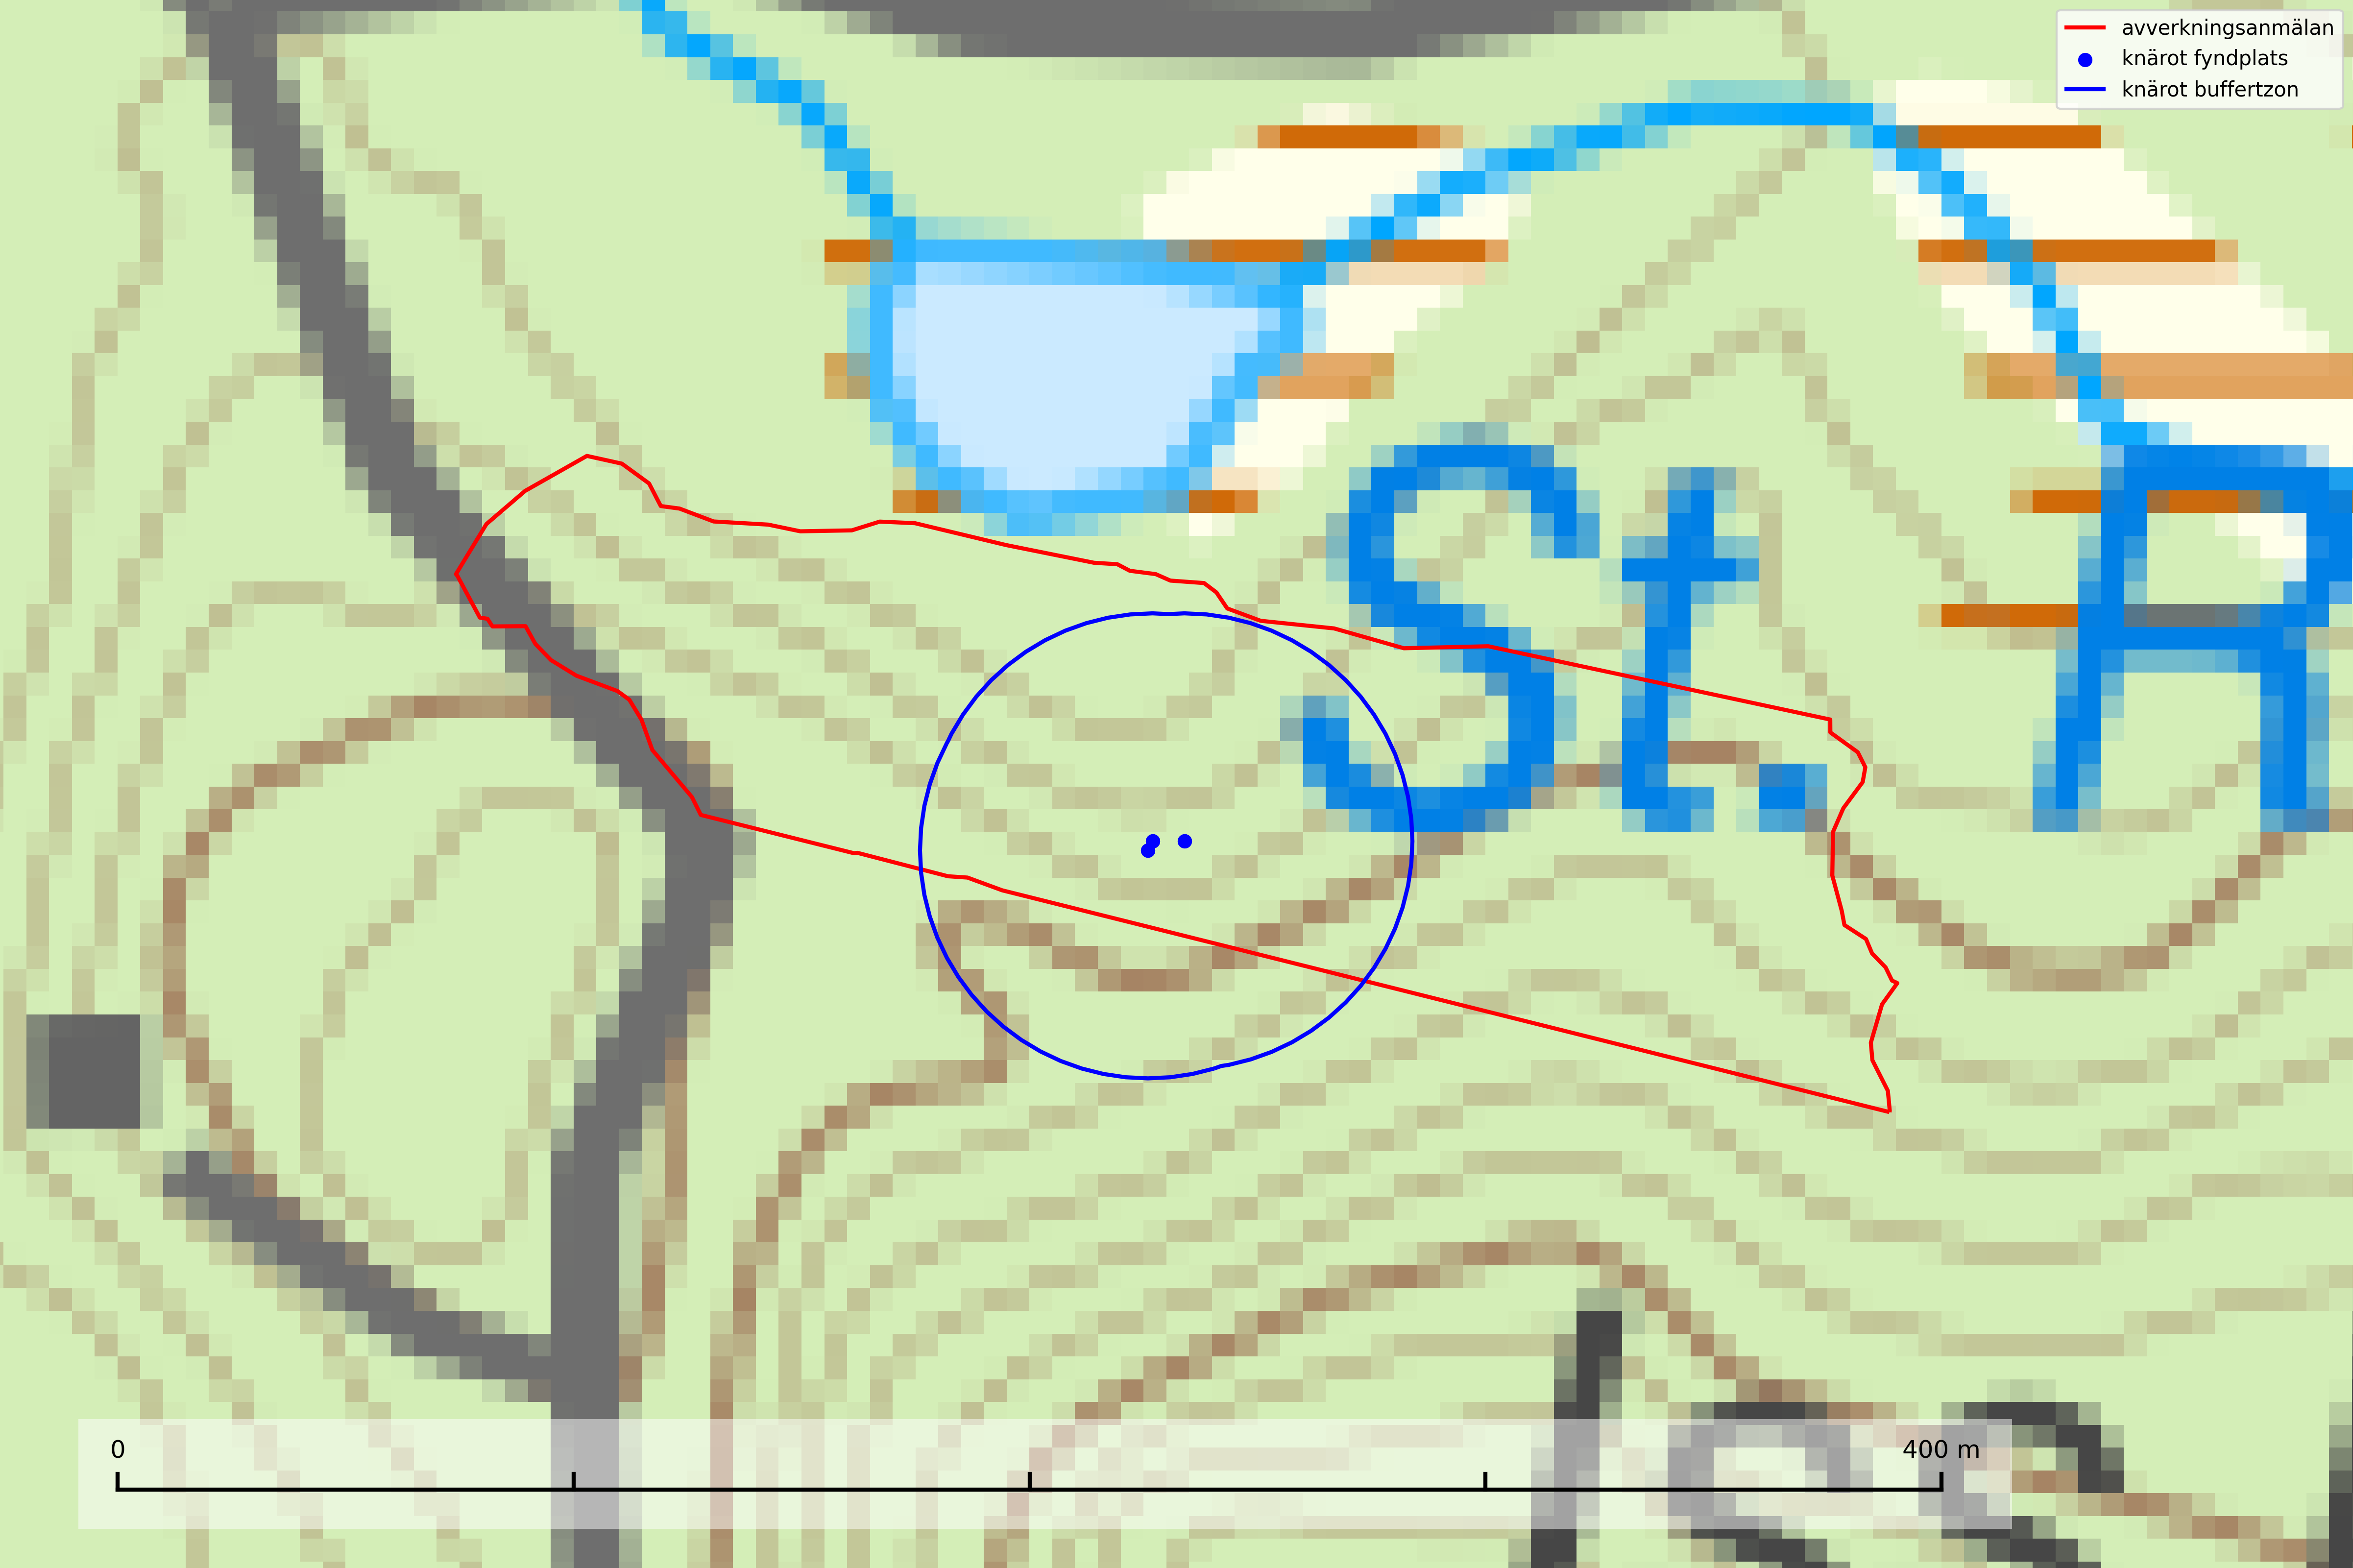 avverkningsanmälan
knärot fyndplats
knärot buffertzon
St.
0 400 m